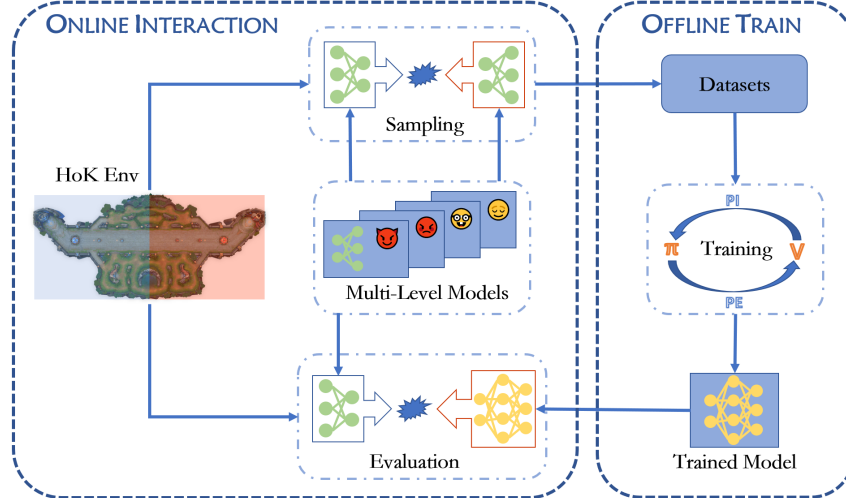 ONLINE INTERACTION
OFFLINE TRAIN
Sampling
Datasets
HoK Env
PI
π
Training
V
PE
Multi-Level Models
Evaluation
Trained Model